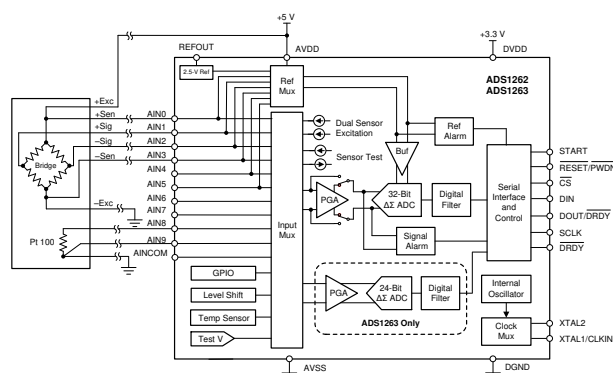 +5 V
+3.3 V
REFOUT
AVDD
DVDD
2.5-V Ref
Ref
Mux
ADS1262
ADS1263
+Exc
+Sen
AIN0
+Sig
AIN1
−Sig
AIN2
−Sen
AIN3
AIN4
AIN5
−Exc
AIN6
AIN7
AIN8
AIN9
AINCOM
Bridge
Pt 100
Dual Sensor
Excitation
Sensor Test
Input
Mux
PGA
Buf
Ref
Alarm
32-Bit
ΔΣ ADC
Digital
Filter
Signal
Alarm
Serial
Interface
and
Control
START
RESET/PWDN
CS
DIN
DOUT/DRDY
SCLK
DRDY
GPIO
Level Shift
Temp Sensor
Test V
PGA
24-Bit
ΔΣ ADC
Digital
Filter
ADS1263 Only
Internal
Oscillator
Clock
Mux
XTAL2
XTAL1/CLKIN
AVSS
DGND